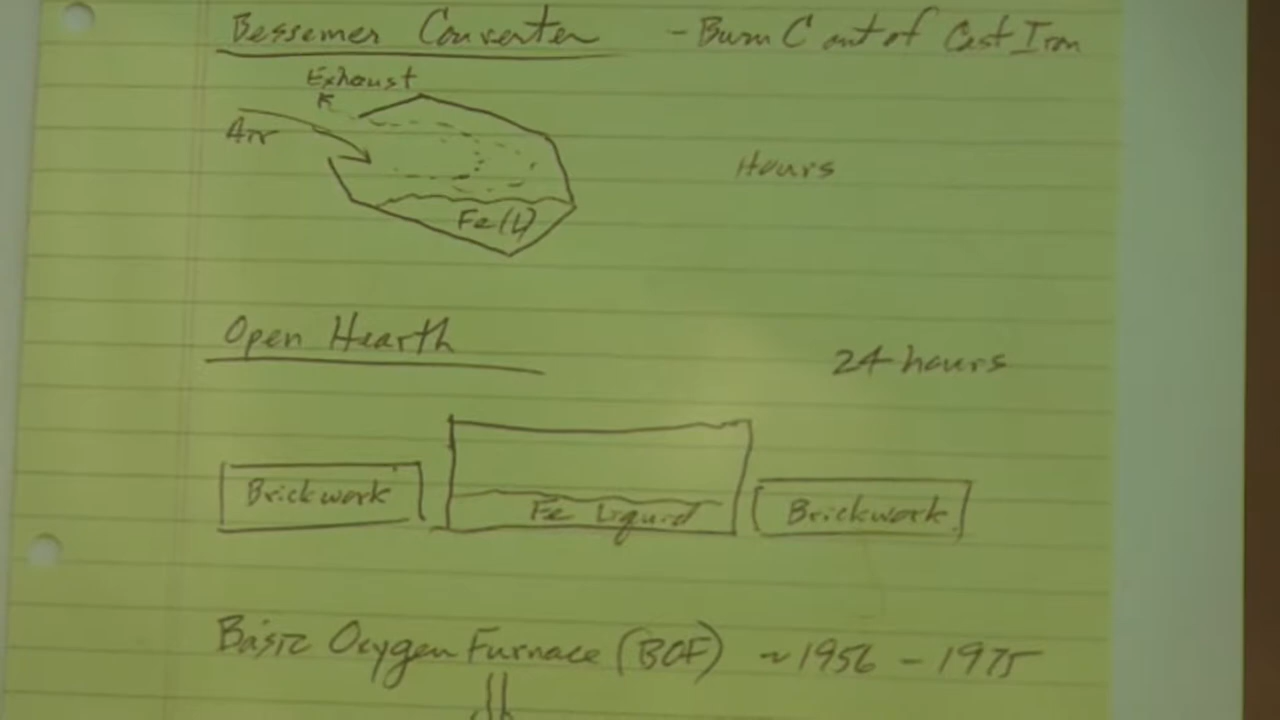 Bessemer Converter - Burn C out of Cast Iron
Exhaust
Air
Hours
Fe(L)
Open Hearth
24 hours
Brickwork
Fe Liquid
Brickwork
Basic Oxygen Furnace (BOF) ~1956 - 1975